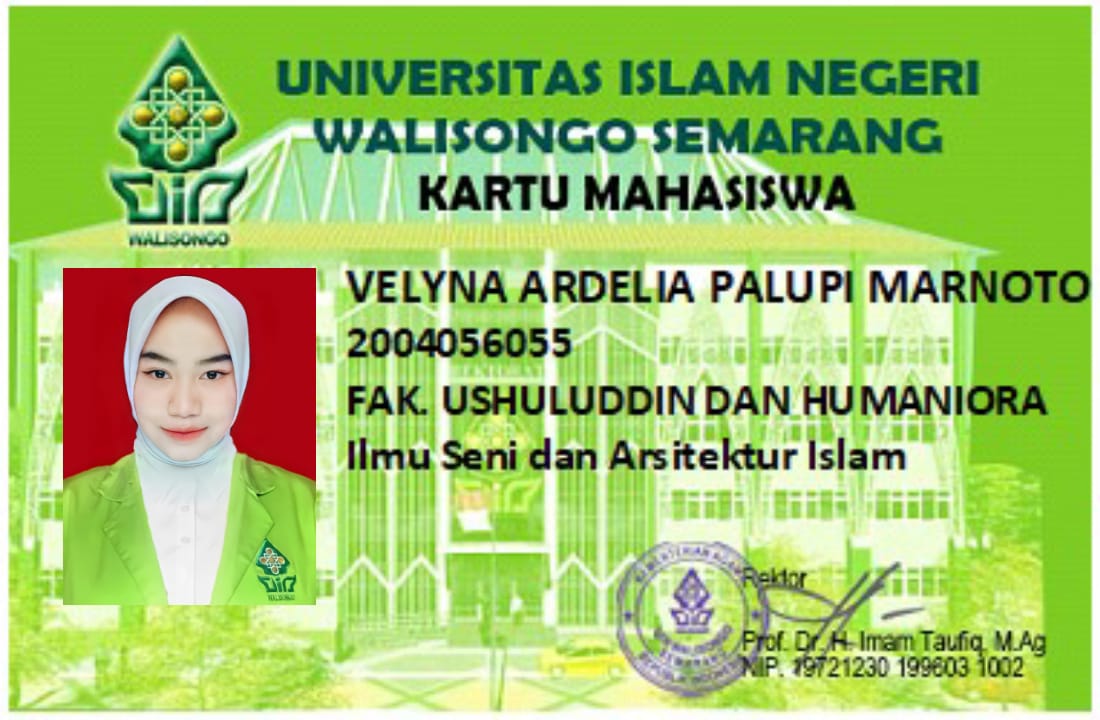 UNIVERSITAS ISLAM NEGERI
WALISONGO SEMARANG
KARTU MAHASISWA
UIN
WALISONGO
VELYNA ARDELIA PALUPI MARNOTO
2004056055
FAK. USHULUDDIN DAN HUMANIORA
Ilmu Seni dan Arsitektur Islam
Rektor
Prof. Dr. H. Imam Taufiq, M.Ag
NIP. 19721230 199603 1002